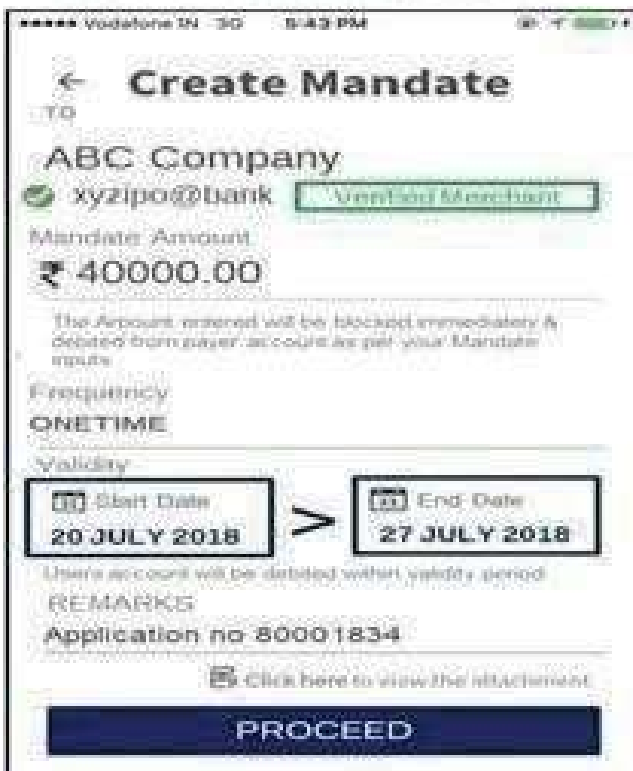 Vodafone IN 3G 5:43 PM
← Create Mandate
TO
ABC Company
xyzipo@bank Verified Merchant
Mandate Amount
₹ 40000.00
The Amount entered will be blocked immediately &
debited from payer account as per your Mandate
inputs
Frequency
ONETIME
Validity
Start Date > End Date
20 JULY 2018 27 JULY 2018
Users account will be debited within validity period
REMARKS
Application no 80001834
Click here to view the attachment
PROCEED